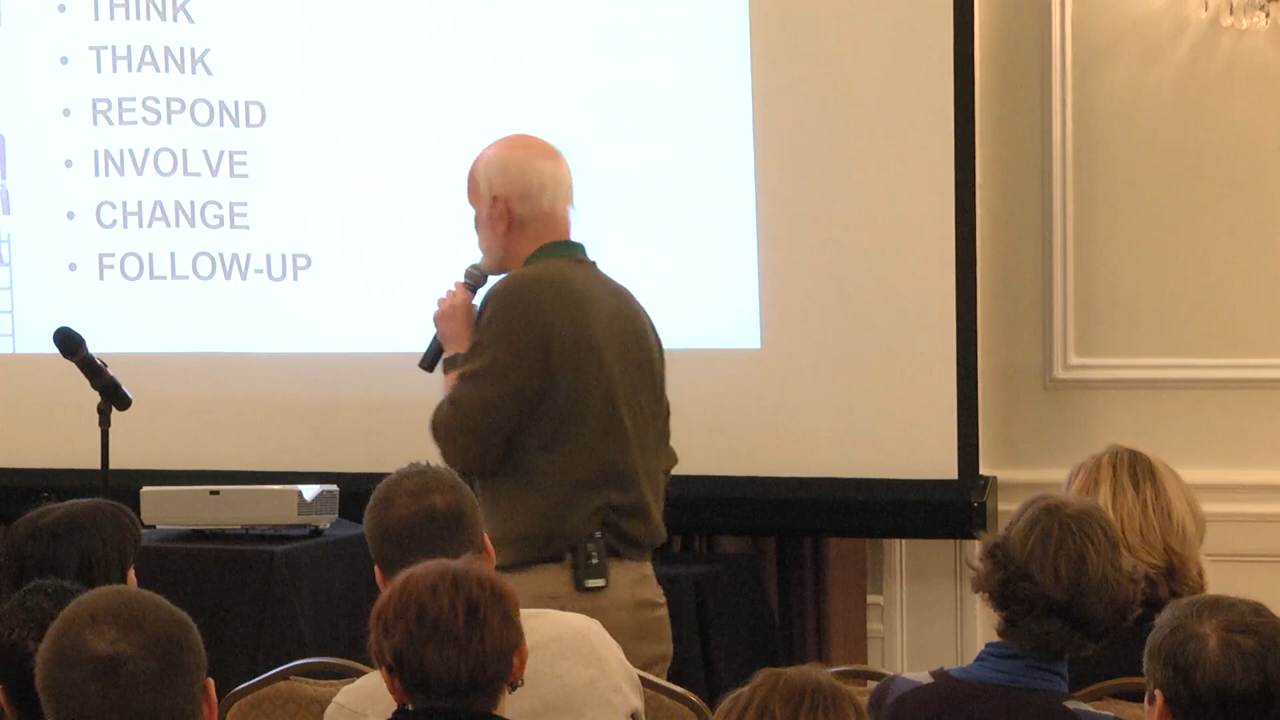 • THINK
• THANK
• RESPOND
• INVOLVE
• CHANGE
• FOLLOW-UP